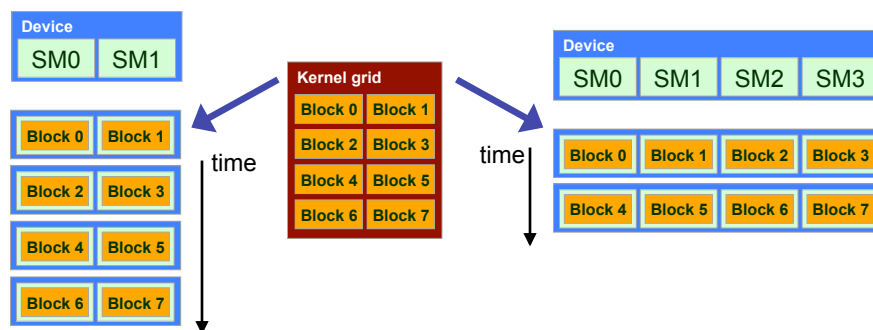 Device
SM0 SM1
Block 0 Block 1
Block 2 Block 3
Block 4 Block 5
Block 6 Block 7
time
Kernel grid
Block 0 Block 1
Block 2 Block 3
Block 4 Block 5
Block 6 Block 7
time
Device
SM0 SM1 SM2 SM3
Block 0 Block 1 Block 2 Block 3
Block 4 Block 5 Block 6 Block 7